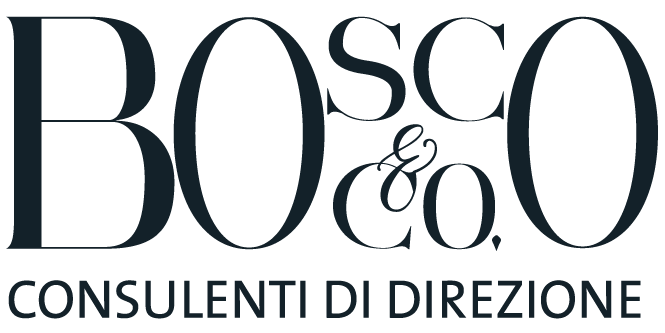 BOSCO
& CO.
CONSULENTI DI DIREZIONE